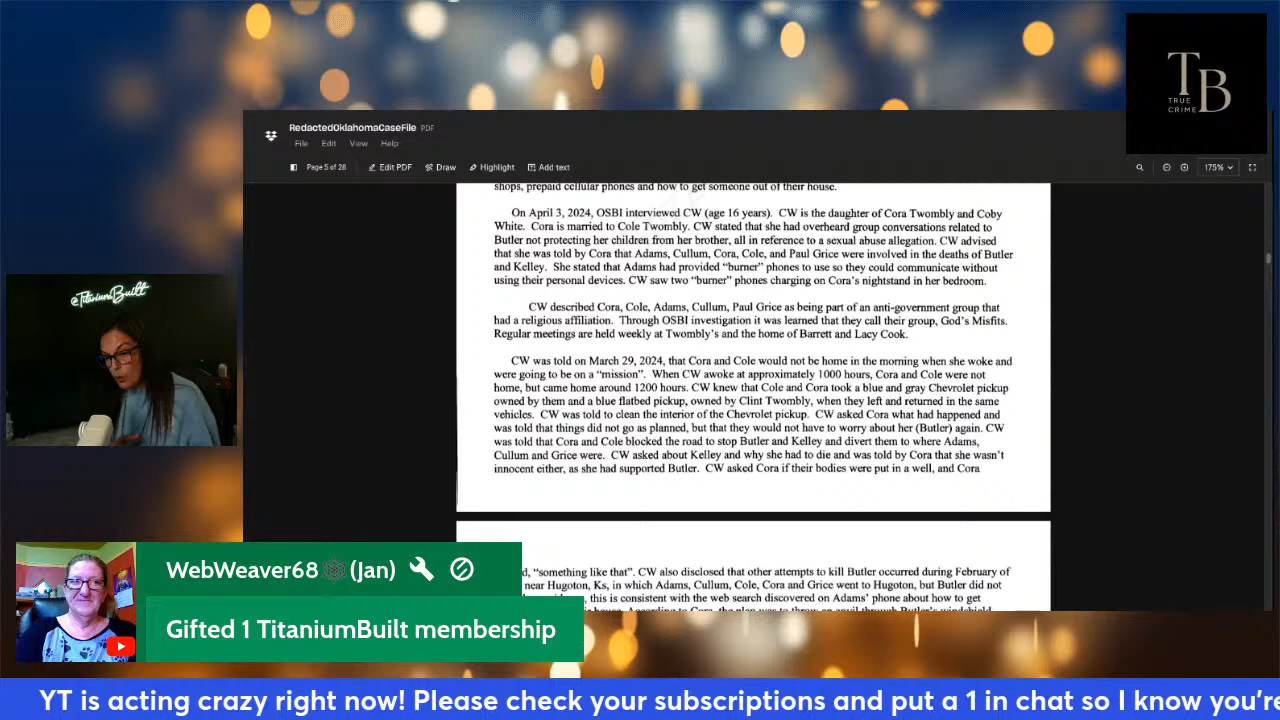 TB
TRUE
CRIME
RedactedOklahomaCaseFile PDF
File Edit View Help
Page 5 of 28 Edit PDF Draw Highlight Add text 175%
shops, prepaid cellular phones and how to get someone out of their house.
On April 3, 2024, OSBI interviewed CW (age 16 years). CW is the daughter of Cora Twombly and Coby
White. Cora is married to Cole Twombly. CW stated that she had overheard group conversations related to
Butler not protecting her children from her brother, all in reference to a sexual abuse allegation. CW advised
that she was told by Cora that Adams, Cullum, Cora, Cole, and Paul Grice were involved in the deaths of Butler
and Kelley. She stated that Adams had provided "burner" phones to use so they could communicate without
using their personal devices. CW saw two "burner" phones charging on Cora's nightstand in her bedroom.
CW described Cora, Cole, Adams, Cullum, Paul Grice as being part of an anti-government group that
had a religious affiliation. Through OSBI investigation it was learned that they call their group, God's Misfits.
Regular meetings are held weekly at Twombly's and the home of Barrett and Lacy Cook.
CW was told on March 29, 2024, that Cora and Cole would not be home in the morning when she woke and
were going to be on a "mission". When CW awoke at approximately 1000 hours, Cora and Cole were not
home, but came home around 1200 hours. CW knew that Cole and Cora took a blue and gray Chevrolet pickup
owned by them and a blue flatbed pickup, owned by Clint Twombly, when they left and returned in the same
vehicles. CW was told to clean the interior of the Chevrolet pickup. CW asked Cora what had happened and
was told that things did not go as planned, but that they would not have to worry about her (Butler) again. CW
was told that Cora and Cole blocked the road to stop Butler and Kelley and divert them to where Adams,
Cullum and Grice were. CW asked about Kelley and why she had to die and was told by Cora that she wasn't
innocent either, as she had supported Butler. CW asked Cora if their bodies were put in a well, and Cora
@TitaniumBuilt
d, "something like that". CW also disclosed that other attempts to kill Butler occurred during February of
near Hugoton, Ks, in which Adams, Cullum, Cole, Cora and Grice went to Hugoton, but Butler did not
this is consistent with the web search discovered on Adams' phone about how to get
According to Cora, the plan was to throw an anvil through Butler's windshield
WebWeaver68 (Jan)
Gifted 1 TitaniumBuilt membership
YT is acting crazy right now! Please check your subscriptions and put a 1 in chat so I know you're